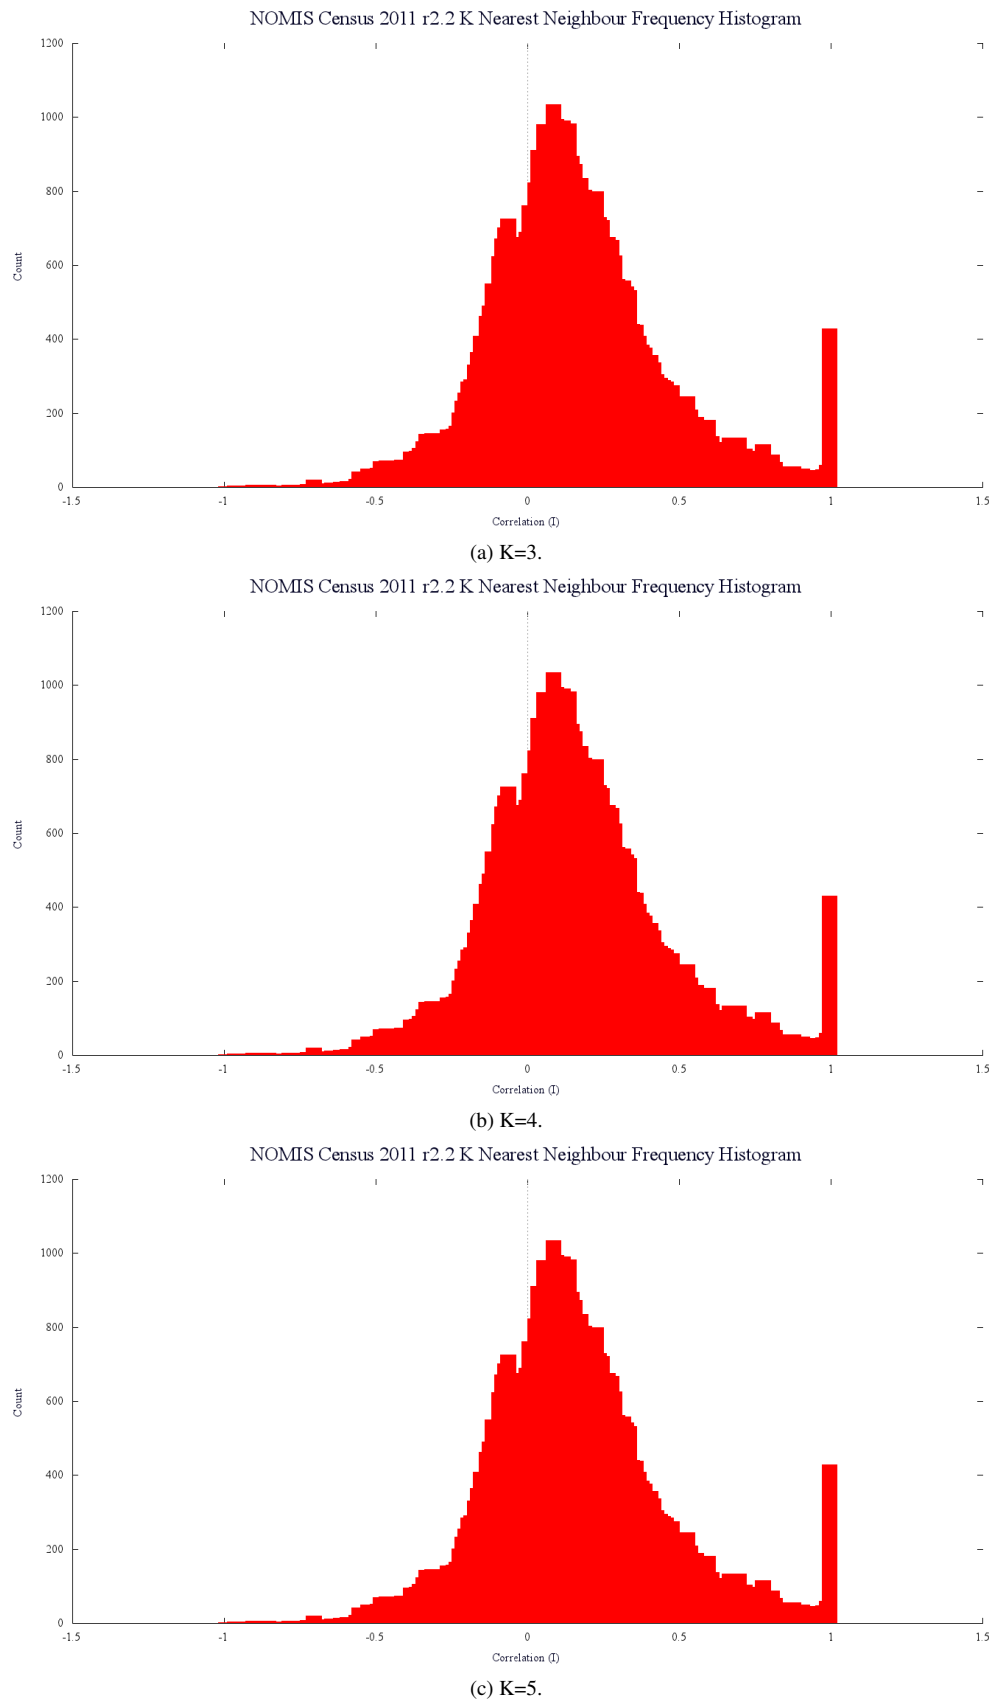 NOMIS Census 2011 r2.2 K Nearest Neighbour Frequency Histogram
1200
1000
800
600
400
200
0
Count
-1.5 -1 -0.5 0 0.5 1 1.5
Correlation (I)
(a) K=3.
NOMIS Census 2011 r2.2 K Nearest Neighbour Frequency Histogram
1200
1000
800
600
400
200
0
Count
-1.5 -1 -0.5 0 0.5 1 1.5
Correlation (I)
(b) K=4.
NOMIS Census 2011 r2.2 K Nearest Neighbour Frequency Histogram
1200
1000
800
600
400
200
0
Count
-1.5 -1 -0.5 0 0.5 1 1.5
Correlation (I)
(c) K=5.